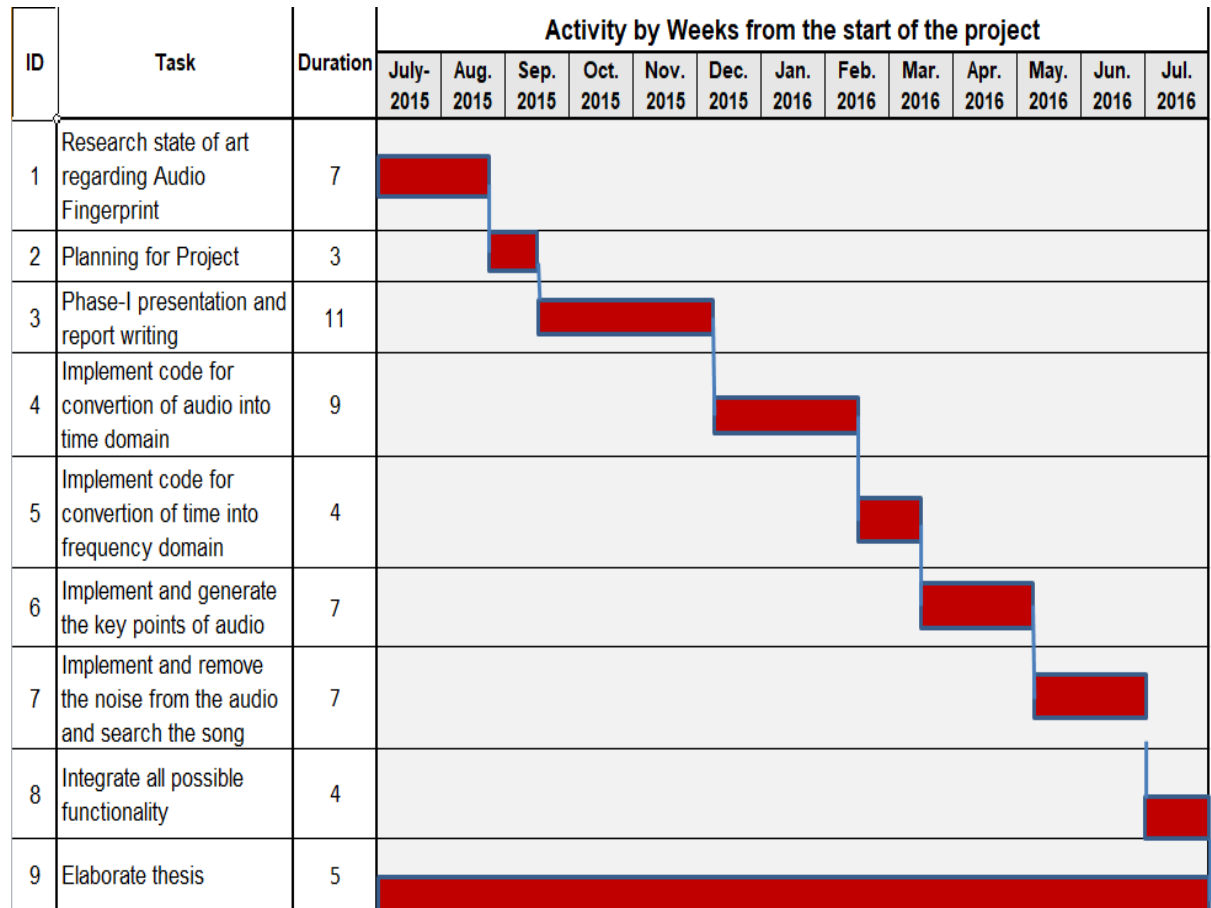 Activity by Weeks from the start of the project
ID Task Duration July- Aug. Sep. Oct. Nov. Dec. Jan. Feb. Mar. Apr. May. Jun. Jul.
2015 2015 2015 2015 2015 2015 2016 2016 2016 2016 2016 2016 2016
Research state of art
1 regarding Audio 7
Fingerprint
2 Planning for Project 3
Phase-I presentation and
3 report writing 11
Implement code for
4 convertion of audio into 9
time domain
Implement code for
5 convertion of time into 4
frequency domain
Implement and generate
6 the key points of audio 7
Implement and remove
7 the noise from the audio 7
and search the song
Integrate all possible
8 functionality 4
9 Elaborate thesis 5